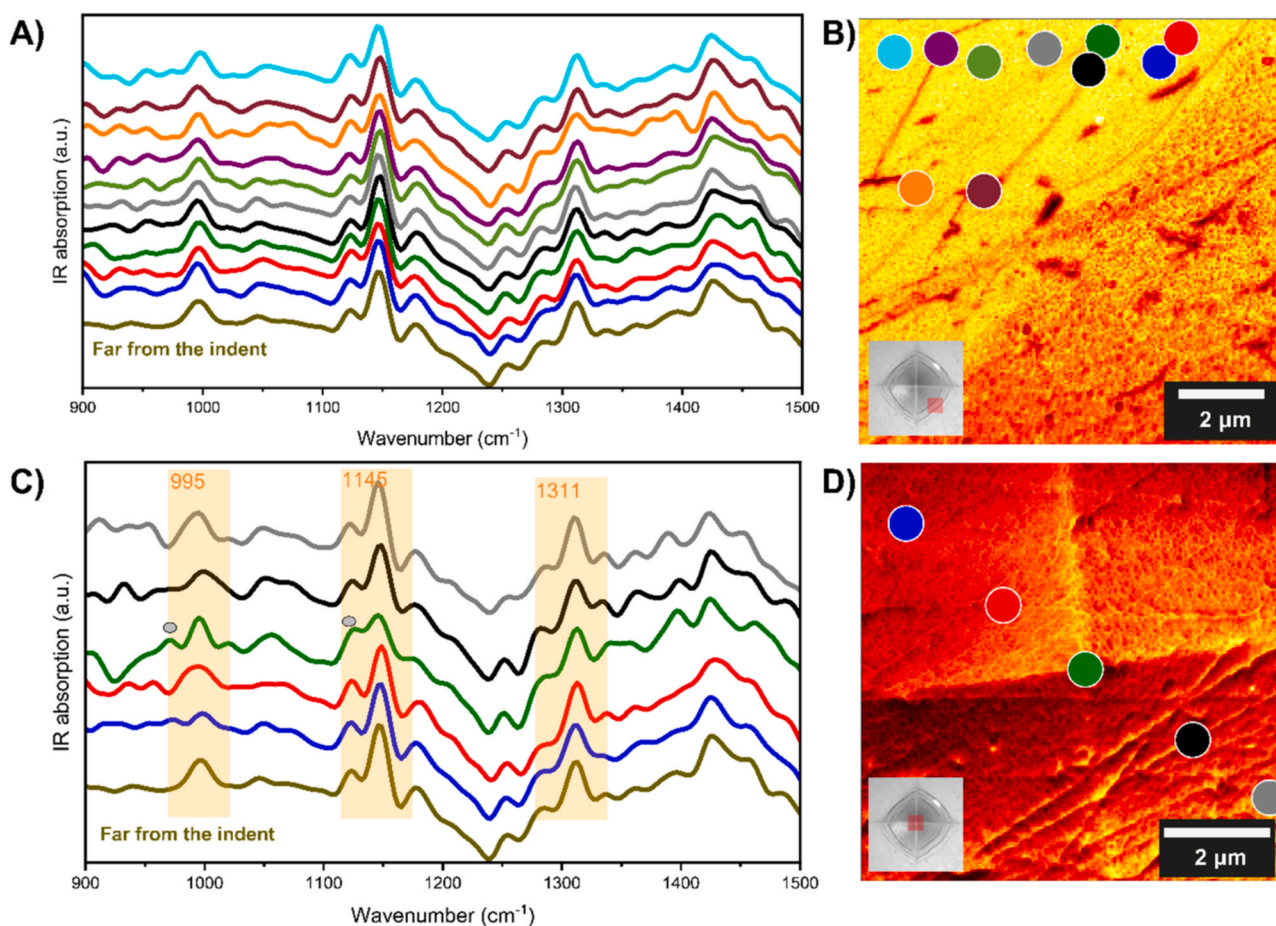 A)
IR absorption (a.u.)
Far from the indent
900 1000 1100 1200 1300 1400 1500
Wavenumber (cm⁻¹)
B)
2 µm
C)
995 1145 1311
IR absorption (a.u.)
Far from the indent
900 1000 1100 1200 1300 1400 1500
Wavenumber (cm⁻¹)
D)
2 µm